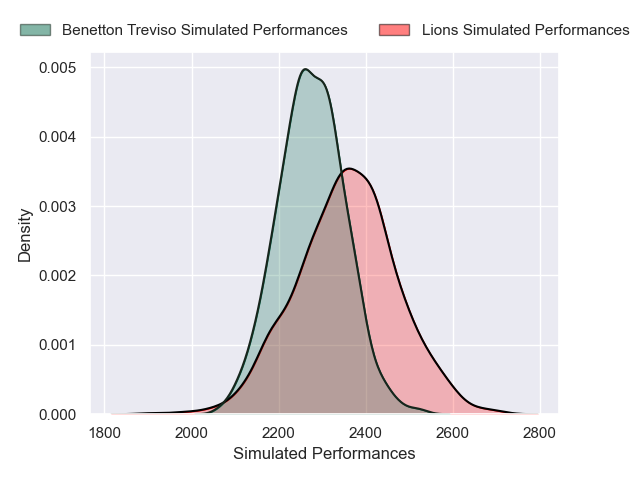 Benetton Treviso Simulated Performances Lions Simulated Performances
0.005
0.004
0.003
0.002
0.001
0.000
Density
1800 2000 2200 2400 2600 2800
Simulated Performances